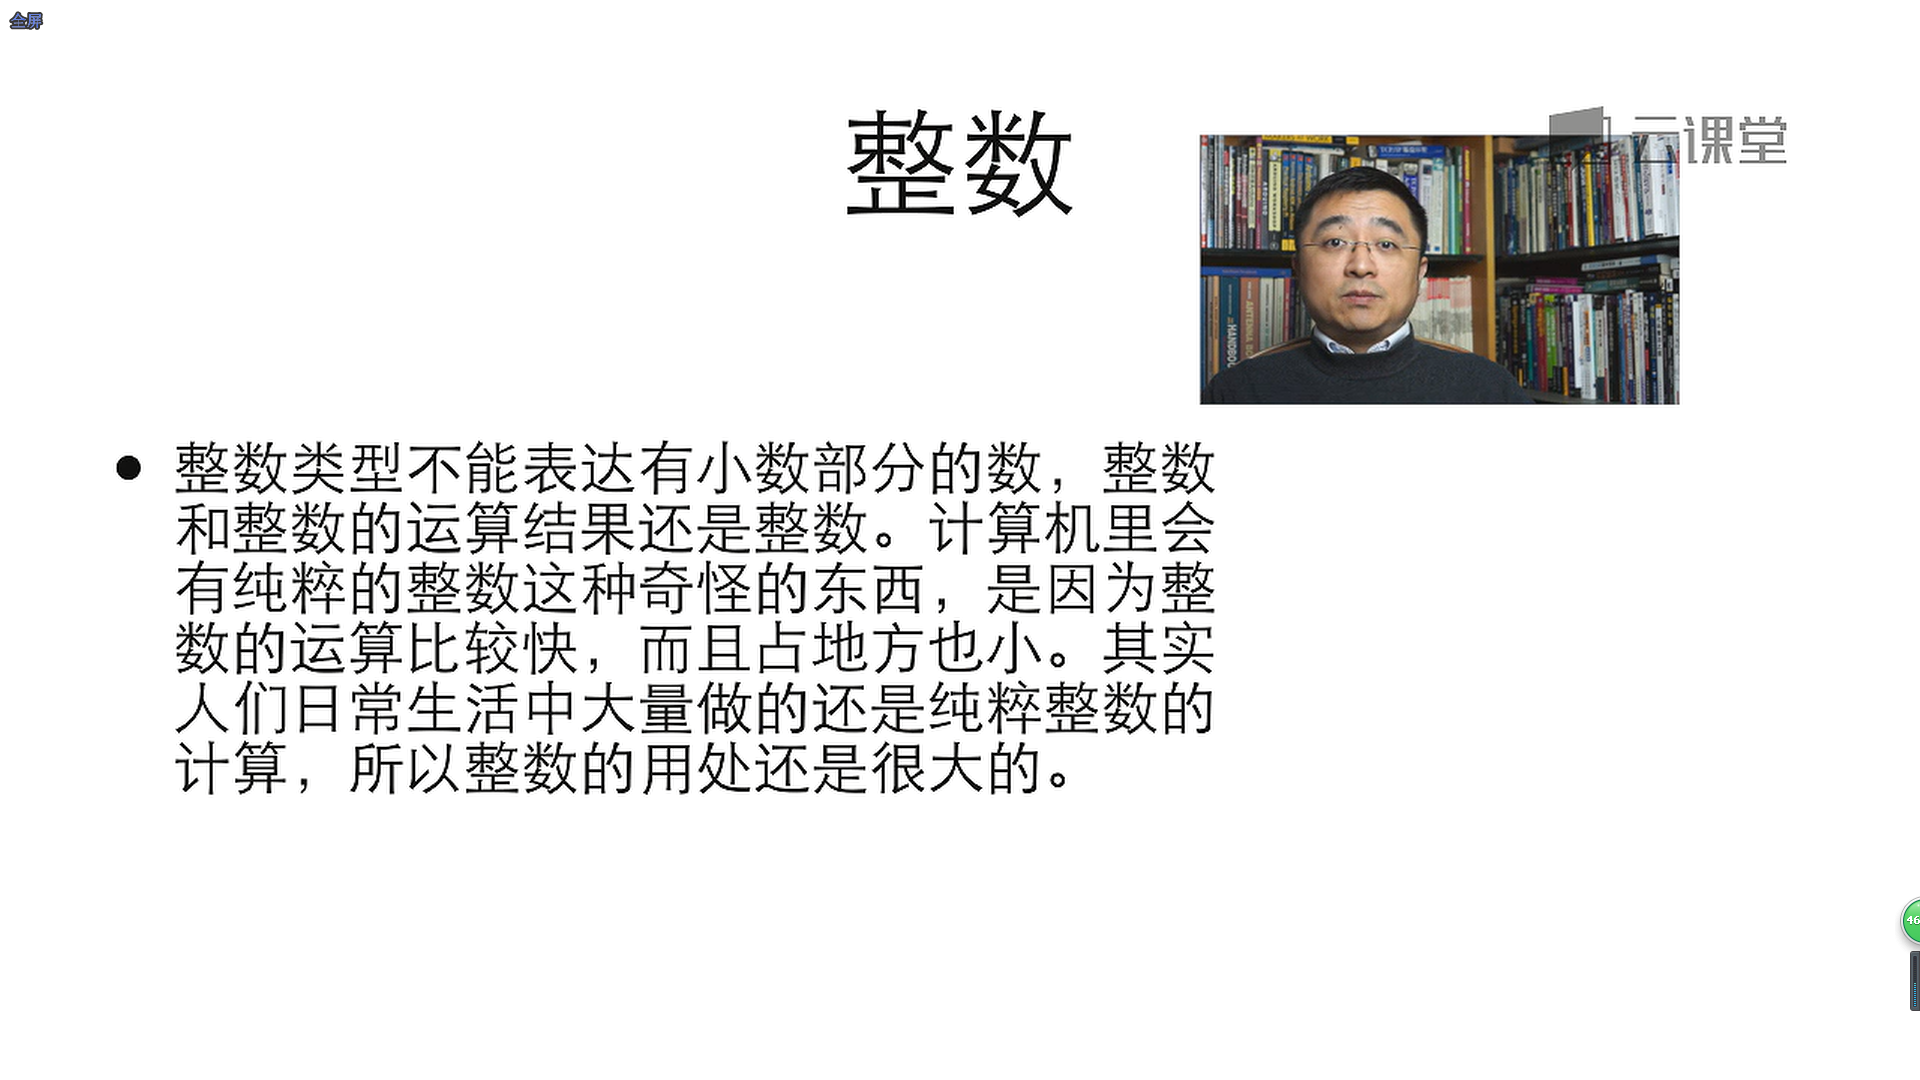 全屏
整数
云课堂
整数类型不能表达有小数部分的数，整数
和整数的运算结果还是整数。计算机里会
有纯粹的整数这种奇怪的东西，是因为整
数的运算比较快，而且占地方也小。其实
人们日常生活中大量做的还是纯粹整数的
计算，所以整数的用处还是很大的。
46